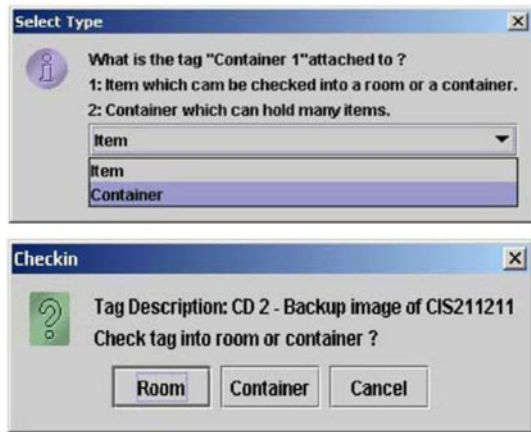 Select Type
What is the tag "Container 1"attached to ?
1: Item which cam be checked into a room or a container.
2: Container which can hold many items.
Item
Item
Container
Checkin
Tag Description: CD 2 - Backup image of CIS211211
Check tag into room or container ?
Room Container Cancel